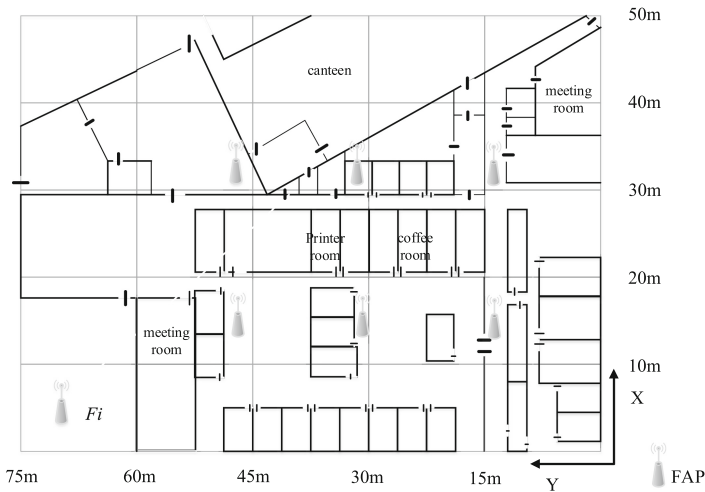 50m
canteen
meeting
room
40m
30m
Printer
room
coffee
room
20m
meeting
room
10m
X
Fi
75m
60m
45m
30m
15m
Y
FAP